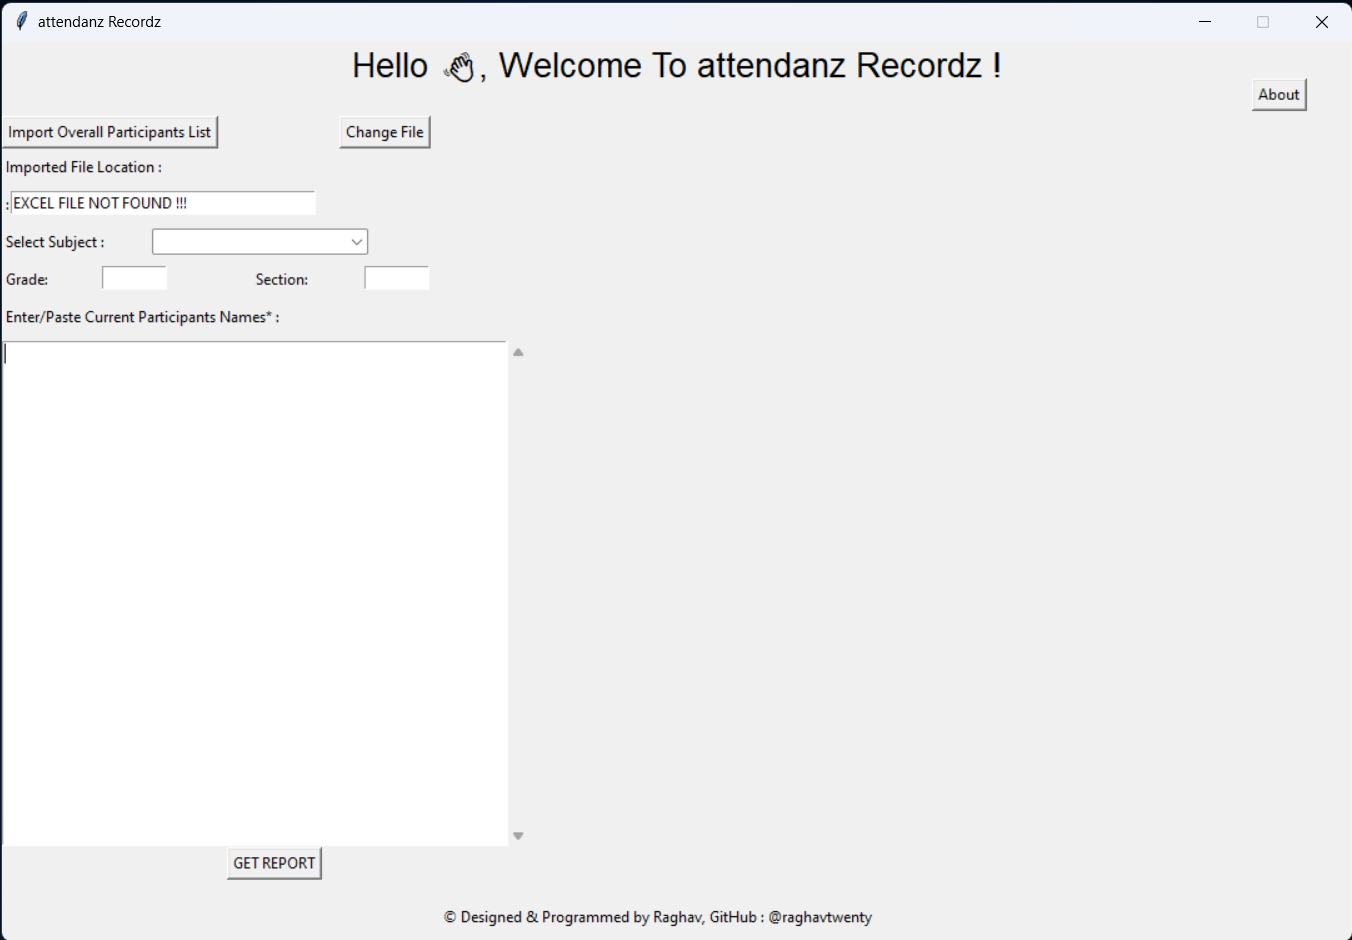 attendanz Recordz
Hello 👋, Welcome To attendanz Recordz !
About
Import Overall Participants List
Change File
Imported File Location :
: EXCEL FILE NOT FOUND !!!
Select Subject :
Grade:
Section:
Enter/Paste Current Participants Names* :
GET REPORT
© Designed & Programmed by Raghav, GitHub : @raghavtwenty